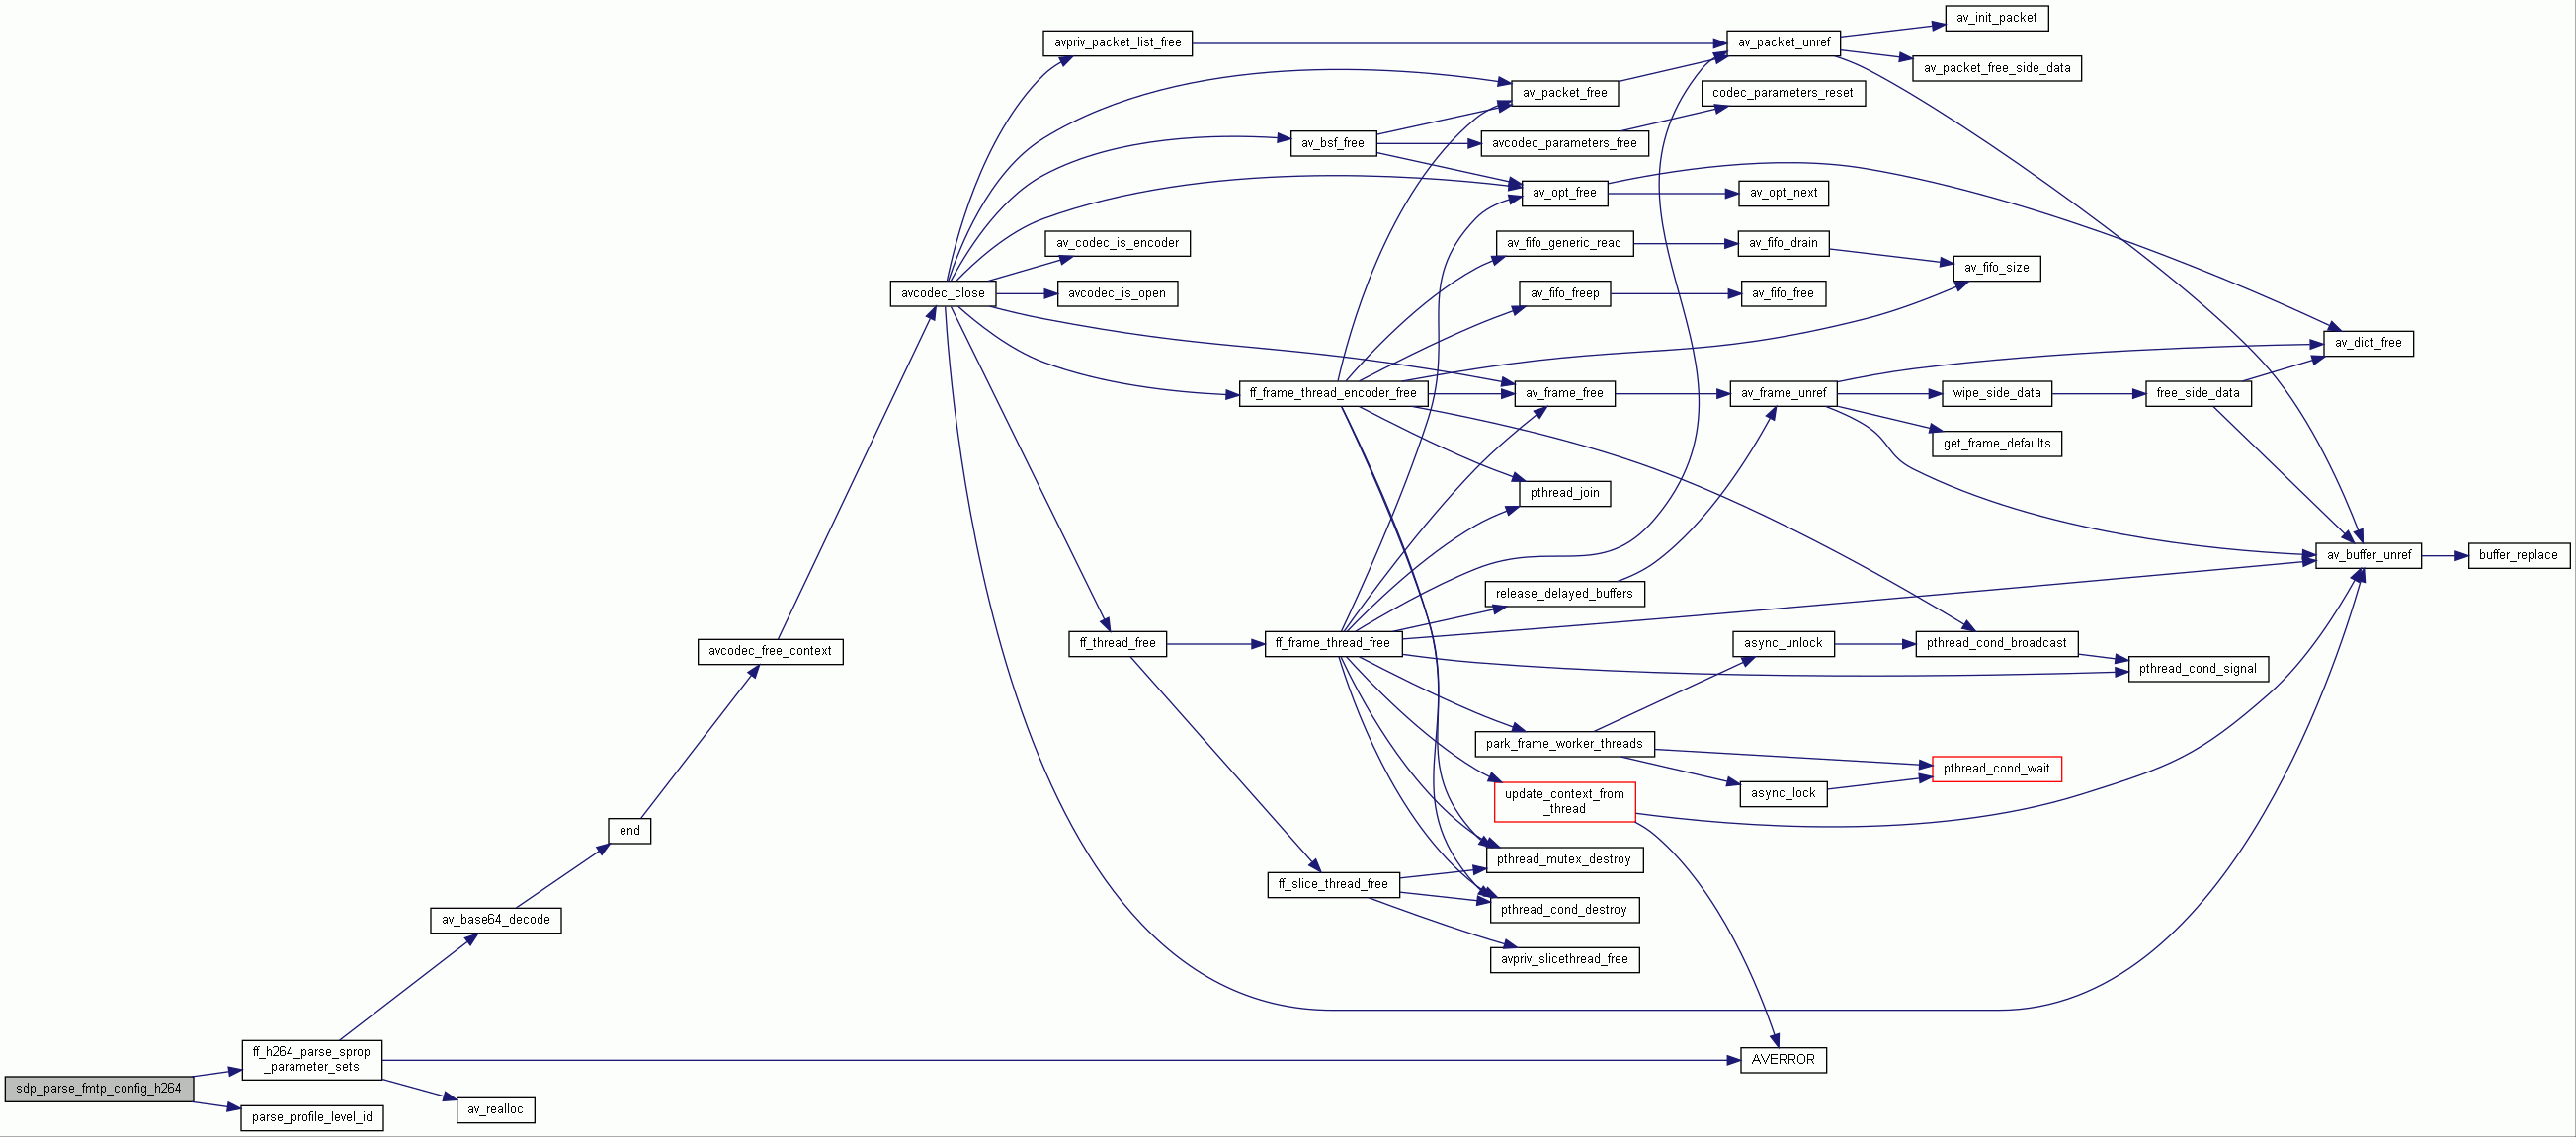 av_init_packet
avpriv_packet_list_free
av_packet_unref
av_packet_free_side_data
av_packet_free
codec_parameters_reset
av_bsf_free
avcodec_parameters_free
av_opt_free
av_opt_next
av_codec_is_encoder
av_fifo_generic_read
av_fifo_drain
av_fifo_size
avcodec_close
avcodec_is_open
av_fifo_freep
av_fifo_free
av_dict_free
ff_frame_thread_encoder_free
av_frame_free
av_frame_unref
wipe_side_data
free_side_data
get_frame_defaults
pthread_join
av_buffer_unref
buffer_replace
release_delayed_buffers
avcodec_free_context
ff_thread_free
ff_frame_thread_free
async_unlock
pthread_cond_broadcast
pthread_cond_signal
park_frame_worker_threads
pthread_cond_wait
update_context_from
_thread
async_lock
end
pthread_mutex_destroy
ff_slice_thread_free
pthread_cond_destroy
av_base64_decode
avpriv_slicethread_free
ff_h264_parse_sprop
_parameter_sets
AVERROR
sdp_parse_fmtp_config_h264
av_realloc
parse_profile_level_id